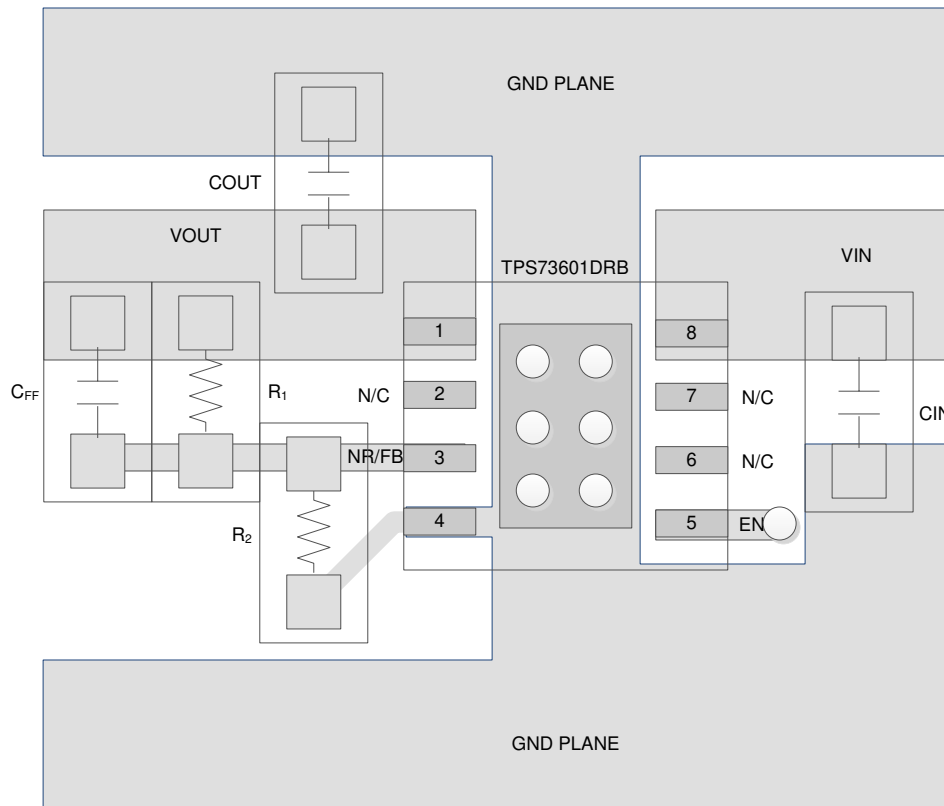 GND PLANE
COUT
VOUT
TPS73601DRB
VIN
1
8
CFF
R1
N/C
2
7
N/C
CIN
NR/FB
3
6
N/C
R2
4
5
EN
GND PLANE